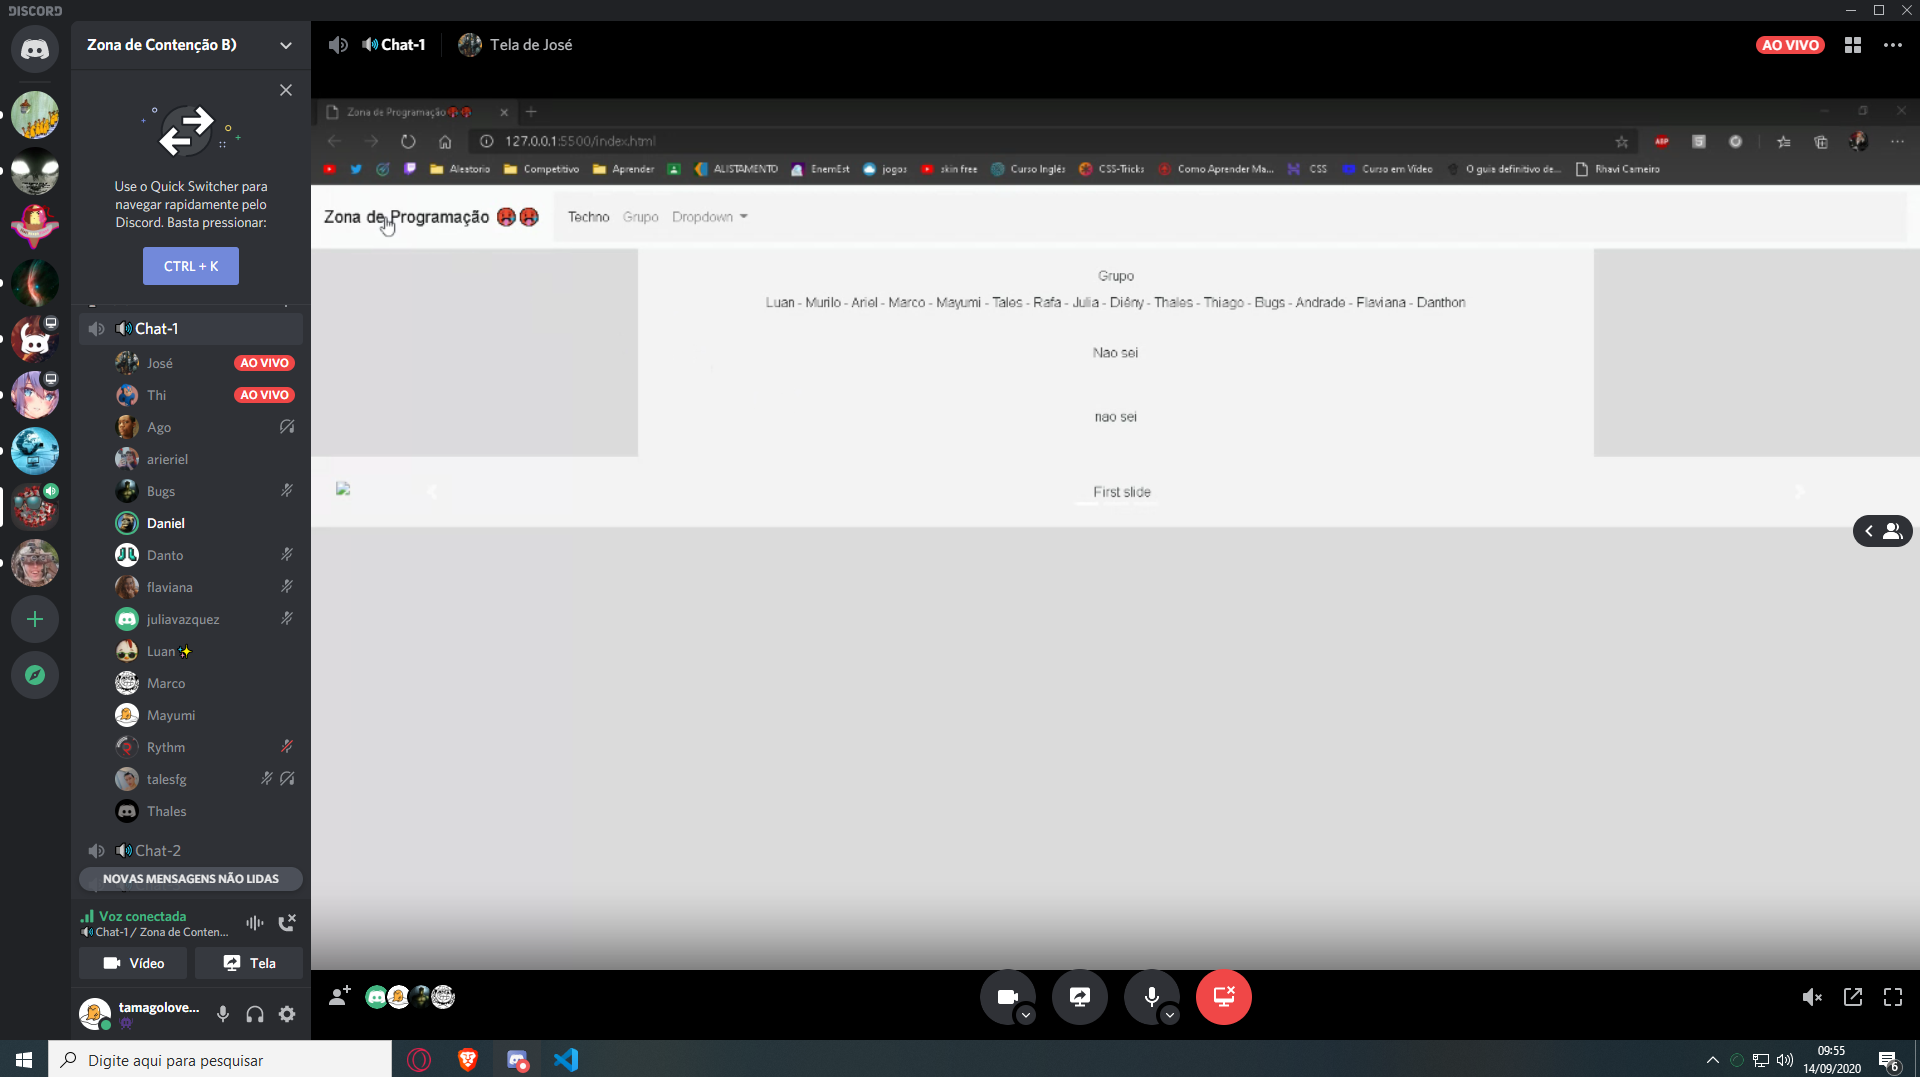 DISCORD
Zona de Contenção B)
Chat-1
Tela de José
AO VIVO
Use o Quick Switcher para
navegar rapidamente pelo
Discord. Basta pressionar:
CTRL + K
Chat-1
José AO VIVO
Thi AO VIVO
Ago
arieriel
Bugs
Daniel
Danto
flaviana
juliavazquez
Luan✨
Marco
Mayumi
Rythm
talesfg
Thales
Chat-2
NOVAS MENSAGENS NÃO LIDAS
Voz conectada
Chat-1 / Zona de Conten...
Vídeo
Tela
tamagolove...
Zona de Programação 🥵🥵
127.0.0.1:5500/index.html
ABP
Aleatorio
Competitivo
Aprender
ALISTAMENTO
EnemEst
jogos
skin free
Curso Inglês
CSS-Tricks
Como Aprender Ma...
CSS
Curso em Vídeo
O guia definitivo de...
Rhavi Carneiro
Zona de Programação 🥵🥵
Techno
Grupo
Dropdown
Grupo
Luan - Murilo - Ariel - Marco - Mayumi - Tales - Rafa - Julia - Diêny - Thales - Thiago - Bugs - Andrade - Flaviana - Danthon
Nao sei
nao sei
First slide
Digite aqui para pesquisar
09:55
14/09/2020
6